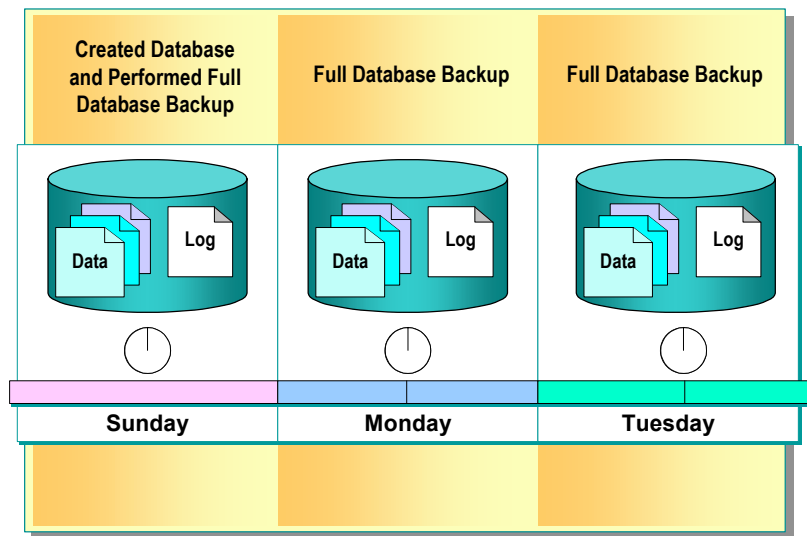 Created Database
and Performed Full
Database Backup
Full Database Backup
Full Database Backup
Data
Log
Data
Log
Data
Log
Sunday
Monday
Tuesday